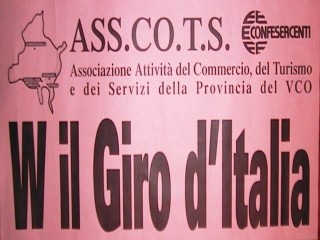 ASS.CO.T.S. CONFESERCENTI
Associazione Attività del Commercio, del Turismo
e dei Servizi della Provincia del VCO
W il Giro d'Italia